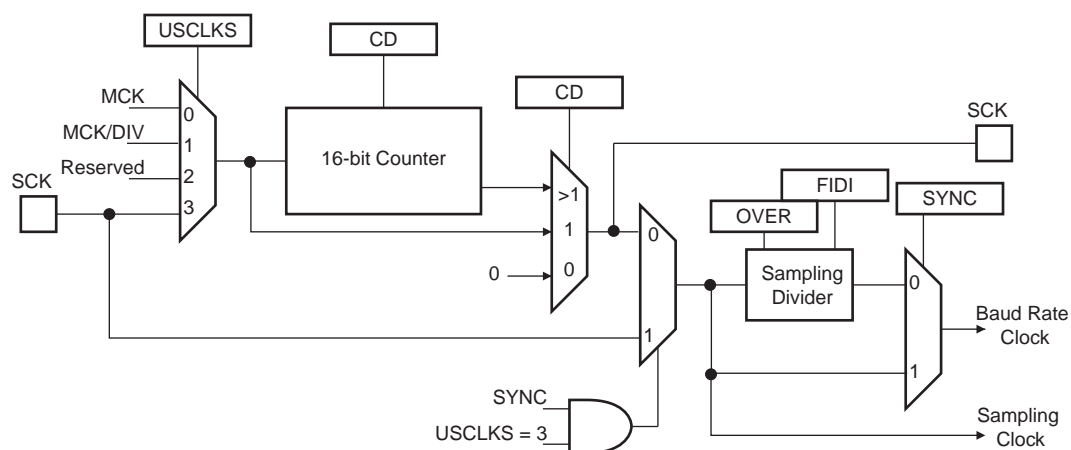 USCLKS
CD
MCK
0
MCK/DIV
1
Reserved
2
SCK
3
16-bit Counter
CD
>1
1
0
0
SCK
FIDI
OVER
SYNC
0
1
Sampling
Divider
0
1
Baud Rate
Clock
SYNC
USCLKS = 3
Sampling
Clock